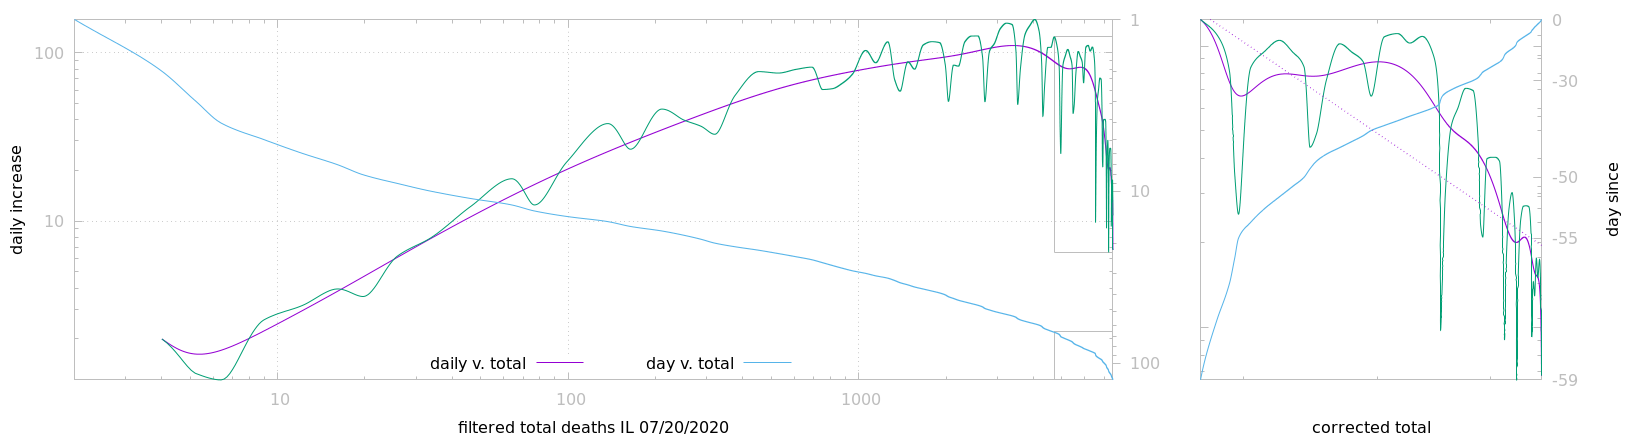 daily increase
100
10
daily v. total
day v. total
10
100
1000
1
10
100
filtered total deaths IL 07/20/2020
0
-30
-50
-55
-59
day since
corrected total